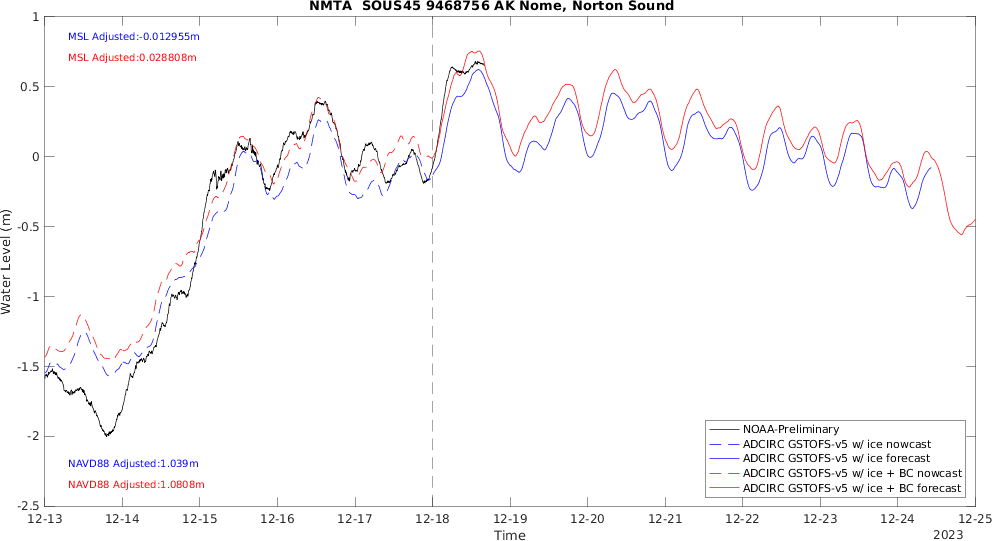 NMTA  SOUS45 9468756 AK Nome, Norton Sound
MSL Adjusted:-0.012955m
MSL Adjusted:0.028808m
1
0.5
0
-0.5
-1
-1.5
-2
-2.5
Water Level (m)
NAVD88 Adjusted:1.039m
NAVD88 Adjusted:1.0808m
NOAA-Preliminary
ADCIRC GSTOFS-v5 w/ ice nowcast
ADCIRC GSTOFS-v5 w/ ice forecast
ADCIRC GSTOFS-v5 w/ ice + BC nowcast
ADCIRC GSTOFS-v5 w/ ice + BC forecast
12-13 12-14 12-15 12-16 12-17 12-18 12-19 12-20 12-21 12-22 12-23 12-24 12-25
Time
2023